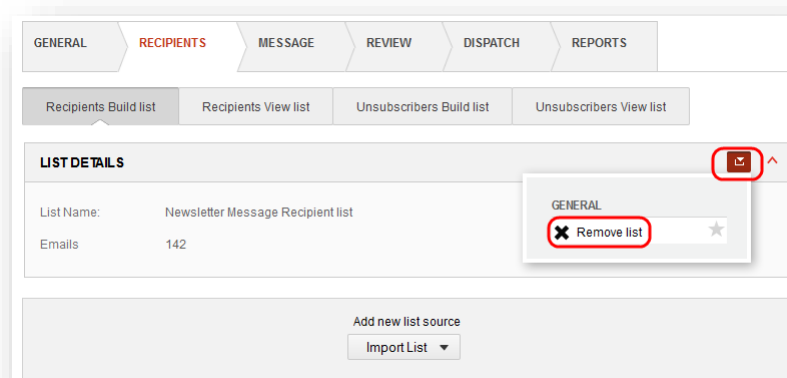 GENERAL RECIPIENTS MESSAGE REVIEW DISPATCH REPORTS
Recipients Build list Recipients View list Unsubscribers Build list Unsubscribers View list
LIST DETAILS
List Name: Newsletter Message Recipient list
Emails 142
GENERAL
Remove list
Add new list source
Import List